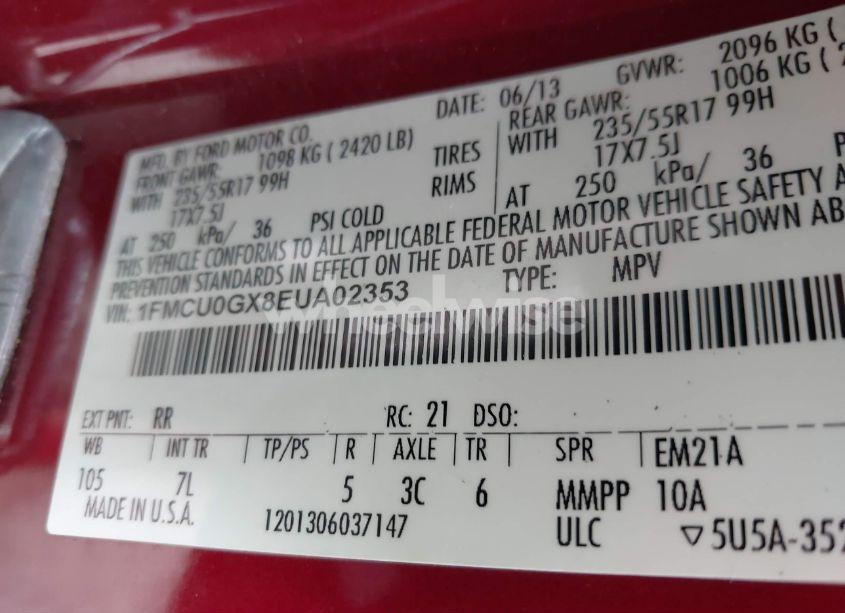 MFD. BY FORD MOTOR CO. DATE: 06/13 GVWR: 2096 KG (
FRONT GAWR: 1098 KG ( 2420 LB) REAR GAWR: 1006 KG ( 2
WITH 235/55R17 99H TIRES WITH 235/55R17 99H
17X7.5J RIMS 17X7.5J
AT 250 kPa/ 36 PSI COLD AT 250 kPa/ 36 P
THIS VEHICLE CONFORMS TO ALL APPLICABLE FEDERAL MOTOR VEHICLE SAFETY A
PREVENTION STANDARDS IN EFFECT ON THE DATE OF MANUFACTURE SHOWN AB
VIN: 1FMCU0GX8EUA02353 TYPE: MPV
wheelwise
EXT PNT: RR RC: 21 DSO:
WB INT TR TP/PS R AXLE TR SPR EM21A
105 7L 5 3C 6 MMPP 10A
MADE IN U.S.A. 1201306037147 ULC ▽5U5A-352